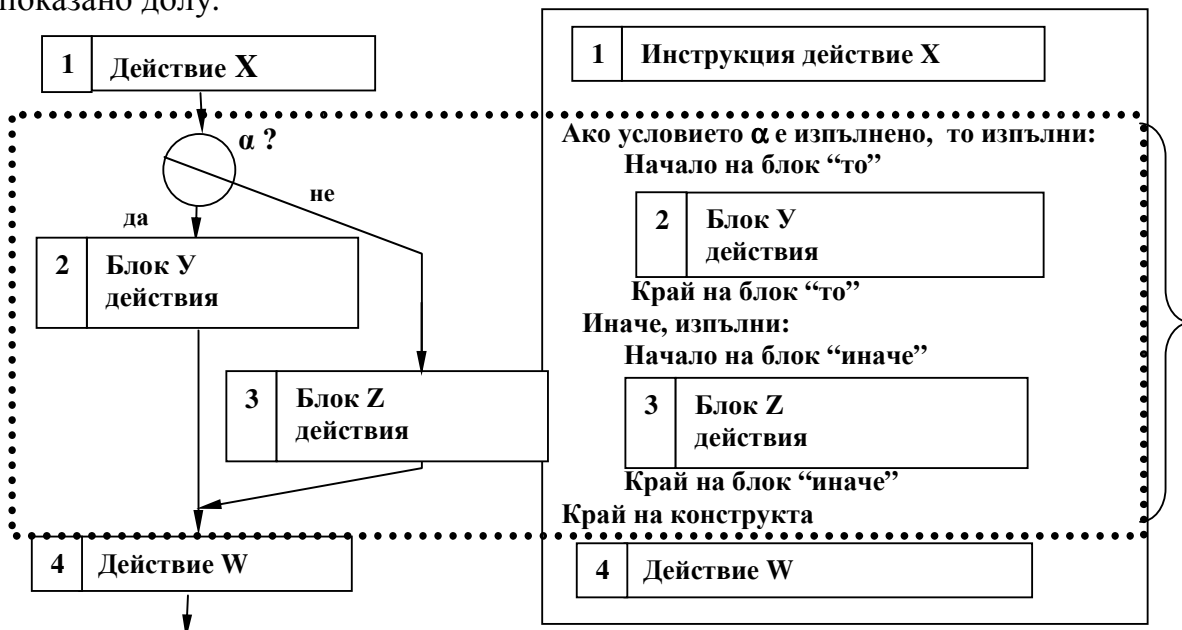 показано долу.
1 Действие X
α ?
не
да
2 Блок У
действия
3 Блок Z
действия
4 Действие W
1 Инструкция действие X
Ако условието α е изпълнено, то изпълни:
Начало на блок “то”
2 Блок У
действия
Край на блок “то”
Иначе, изпълни:
Начало на блок “иначе”
3 Блок Z
действия
Край на блок “иначе”
Край на конструкта
4 Действие W